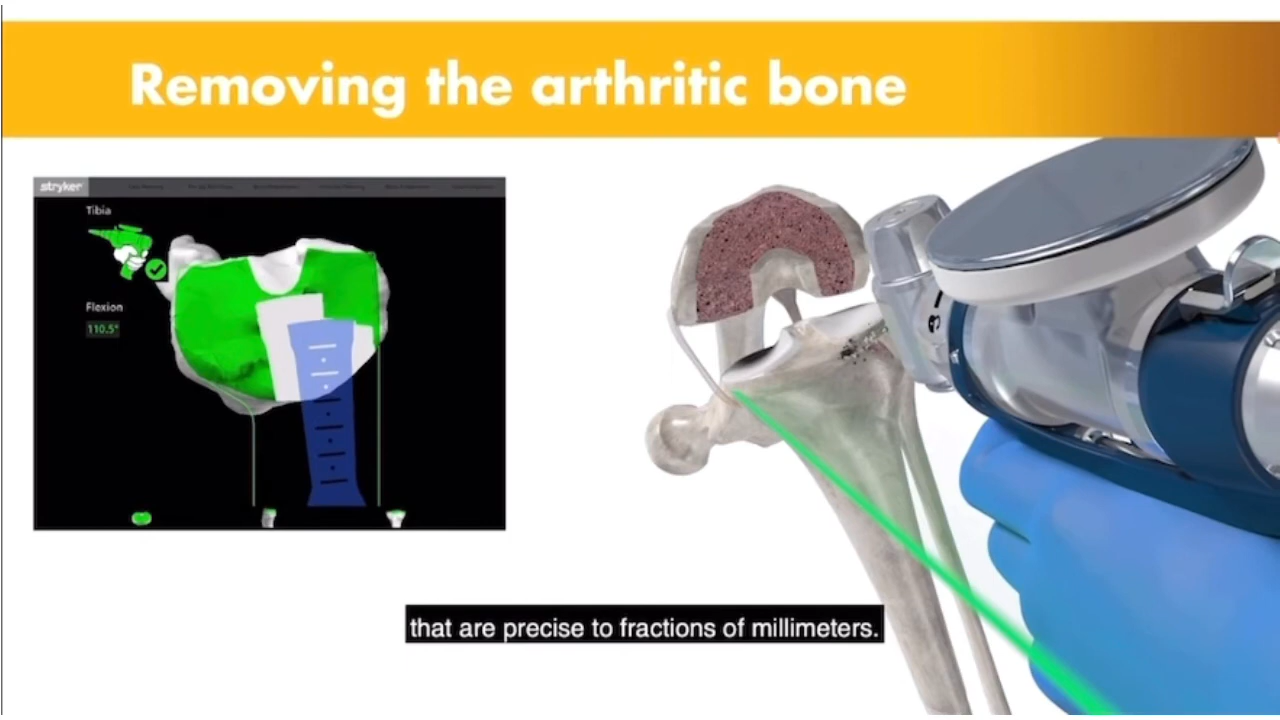 Removing the arthritic bone
stryker
Tibia
Flexion
110.5°
that are precise to fractions of millimeters.